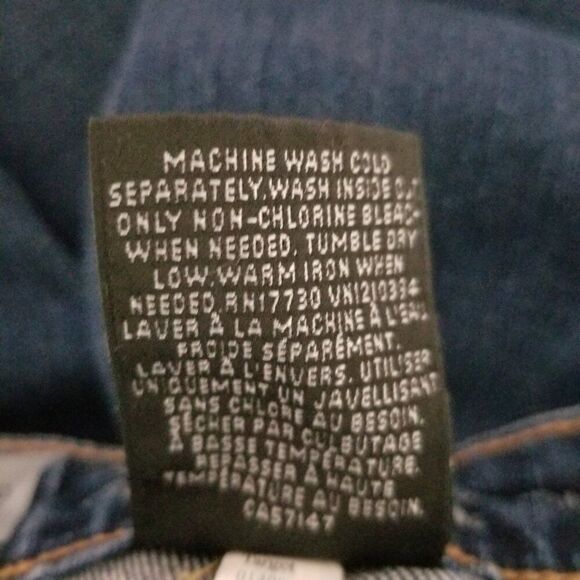 MACHINE WASH COLD
SEPARATELY.WASH INSIDE OUT
ONLY NON-CHLORINE BLEACH
WHEN NEEDED. TUMBLE DRY
LOW.WARM IRON WHEN
NEEDED.RN17730 VN1210334
LAVER À LA MACHINE À L'EAU
FROIDE SÉPARÉMENT.
LAVER À L'ENVERS. UTILISER
UNIQUEMENT UN JAVELLISANT
SANS CHLORE AU BESOIN.
SÉCHER PAR CULBUTAGE
À BASSE TEMPÉRATURE.
REPASSER À HAUTE
TEMPÉRATURE AU BESOIN.
CA57147